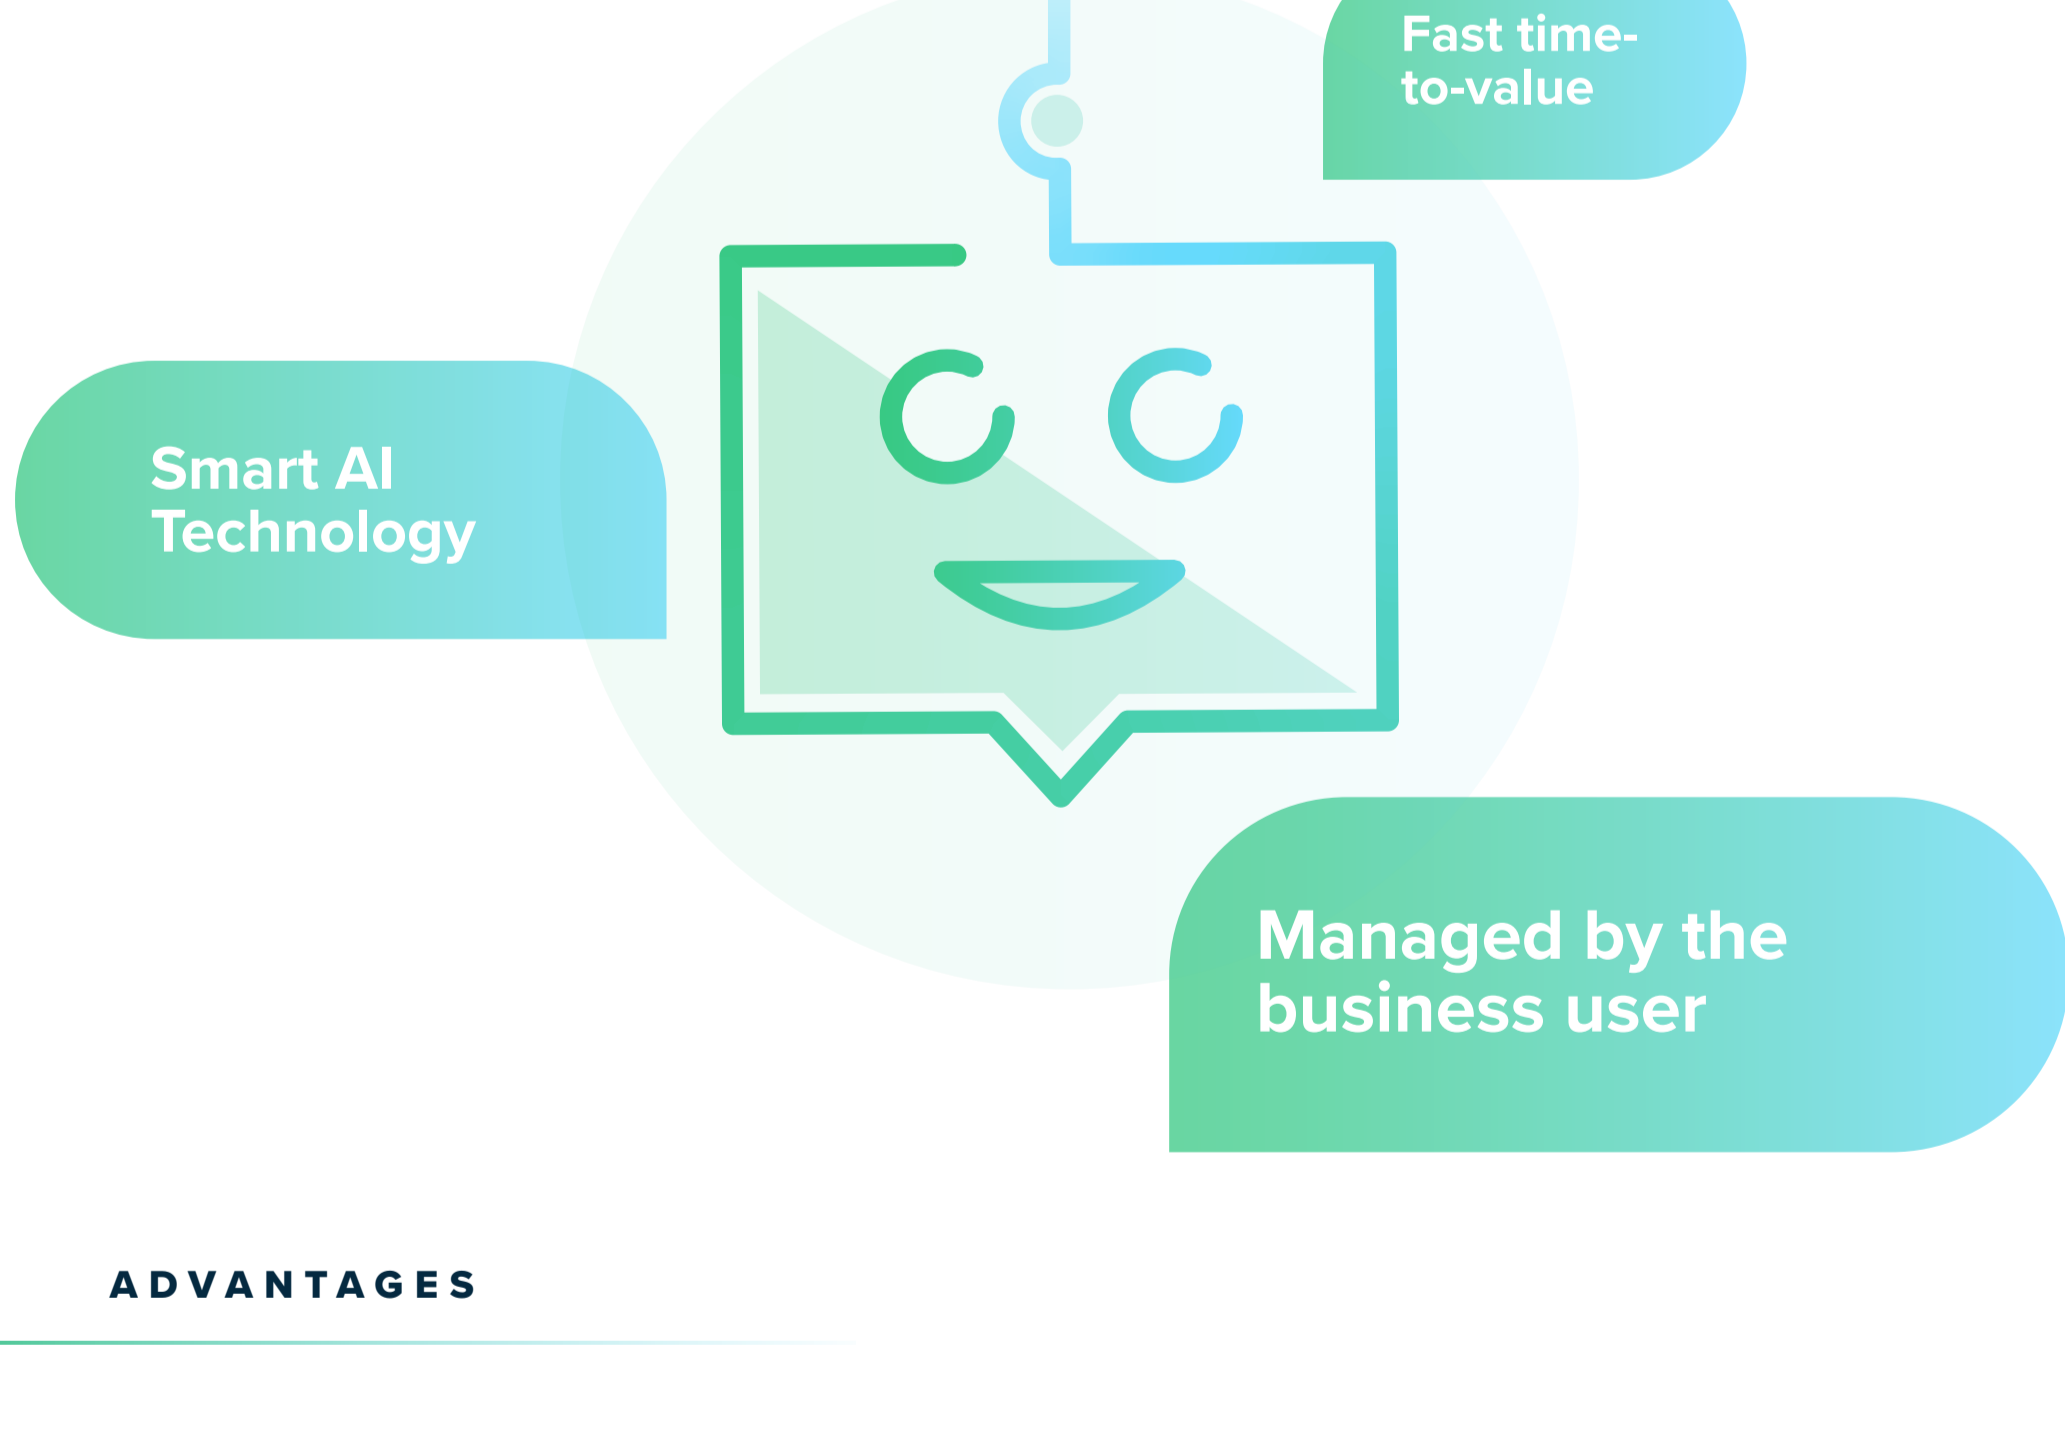 Fast time-
to-value
Smart AI
Technology
Managed by the
business user
ADVANTAGES